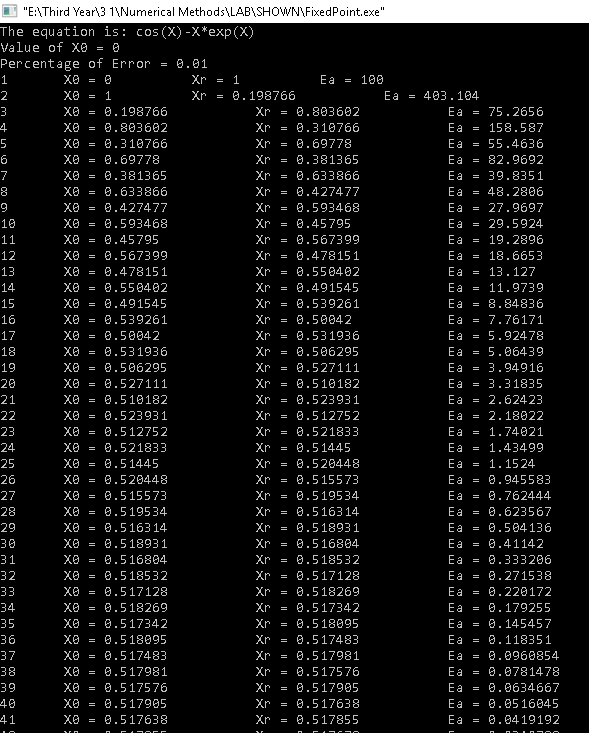 "E:\Third Year\3 1\Numerical Methods\LAB\SHOWN\FixedPoint.exe"
The equation is: cos(X)-X*exp(X)
Value of X0 = 0
Percentage of Error = 0.01
1 X0 = 0 Xr = 1 Ea = 100
2 X0 = 1 Xr = 0.198766 Ea = 403.104
3 X0 = 0.198766 Xr = 0.803602 Ea = 75.2656
4 X0 = 0.803602 Xr = 0.310766 Ea = 158.587
5 X0 = 0.310766 Xr = 0.69778 Ea = 55.4636
6 X0 = 0.69778 Xr = 0.381365 Ea = 82.9692
7 X0 = 0.381365 Xr = 0.633866 Ea = 39.8351
8 X0 = 0.633866 Xr = 0.427477 Ea = 48.2806
9 X0 = 0.427477 Xr = 0.593468 Ea = 27.9697
10 X0 = 0.593468 Xr = 0.45795 Ea = 29.5924
11 X0 = 0.45795 Xr = 0.567399 Ea = 19.2896
12 X0 = 0.567399 Xr = 0.478151 Ea = 18.6653
13 X0 = 0.478151 Xr = 0.550402 Ea = 13.127
14 X0 = 0.550402 Xr = 0.491545 Ea = 11.9739
15 X0 = 0.491545 Xr = 0.539261 Ea = 8.84836
16 X0 = 0.539261 Xr = 0.50042 Ea = 7.76171
17 X0 = 0.50042 Xr = 0.531936 Ea = 5.92478
18 X0 = 0.531936 Xr = 0.506295 Ea = 5.06439
19 X0 = 0.506295 Xr = 0.527111 Ea = 3.94916
20 X0 = 0.527111 Xr = 0.510182 Ea = 3.31835
21 X0 = 0.510182 Xr = 0.523931 Ea = 2.62423
22 X0 = 0.523931 Xr = 0.512752 Ea = 2.18022
23 X0 = 0.512752 Xr = 0.521833 Ea = 1.74021
24 X0 = 0.521833 Xr = 0.51445 Ea = 1.43499
25 X0 = 0.51445 Xr = 0.520448 Ea = 1.1524
26 X0 = 0.520448 Xr = 0.515573 Ea = 0.945583
27 X0 = 0.515573 Xr = 0.519534 Ea = 0.762444
28 X0 = 0.519534 Xr = 0.516314 Ea = 0.623567
29 X0 = 0.516314 Xr = 0.518931 Ea = 0.504136
30 X0 = 0.518931 Xr = 0.516804 Ea = 0.41142
31 X0 = 0.516804 Xr = 0.518532 Ea = 0.333206
32 X0 = 0.518532 Xr = 0.517128 Ea = 0.271538
33 X0 = 0.517128 Xr = 0.518269 Ea = 0.220172
34 X0 = 0.518269 Xr = 0.517342 Ea = 0.179255
35 X0 = 0.517342 Xr = 0.518095 Ea = 0.145457
36 X0 = 0.518095 Xr = 0.517483 Ea = 0.118351
37 X0 = 0.517483 Xr = 0.517981 Ea = 0.0960854
38 X0 = 0.517981 Xr = 0.517576 Ea = 0.0781478
39 X0 = 0.517576 Xr = 0.517905 Ea = 0.0634667
40 X0 = 0.517905 Xr = 0.517638 Ea = 0.0516045
41 X0 = 0.517638 Xr = 0.517855 Ea = 0.0419192